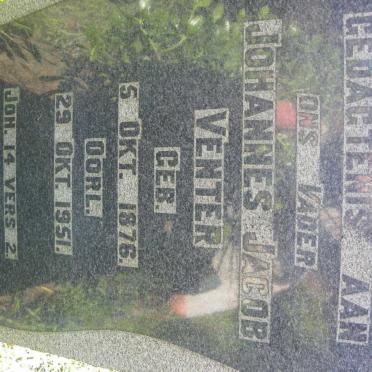 GEDAGTENIS AAN
ONS VADER
JOHANNES JACOB
VENTER
GEB
5 OKT. 1876
OORL.
29 OKT. 1951.
JOH. 14 VERS 2.